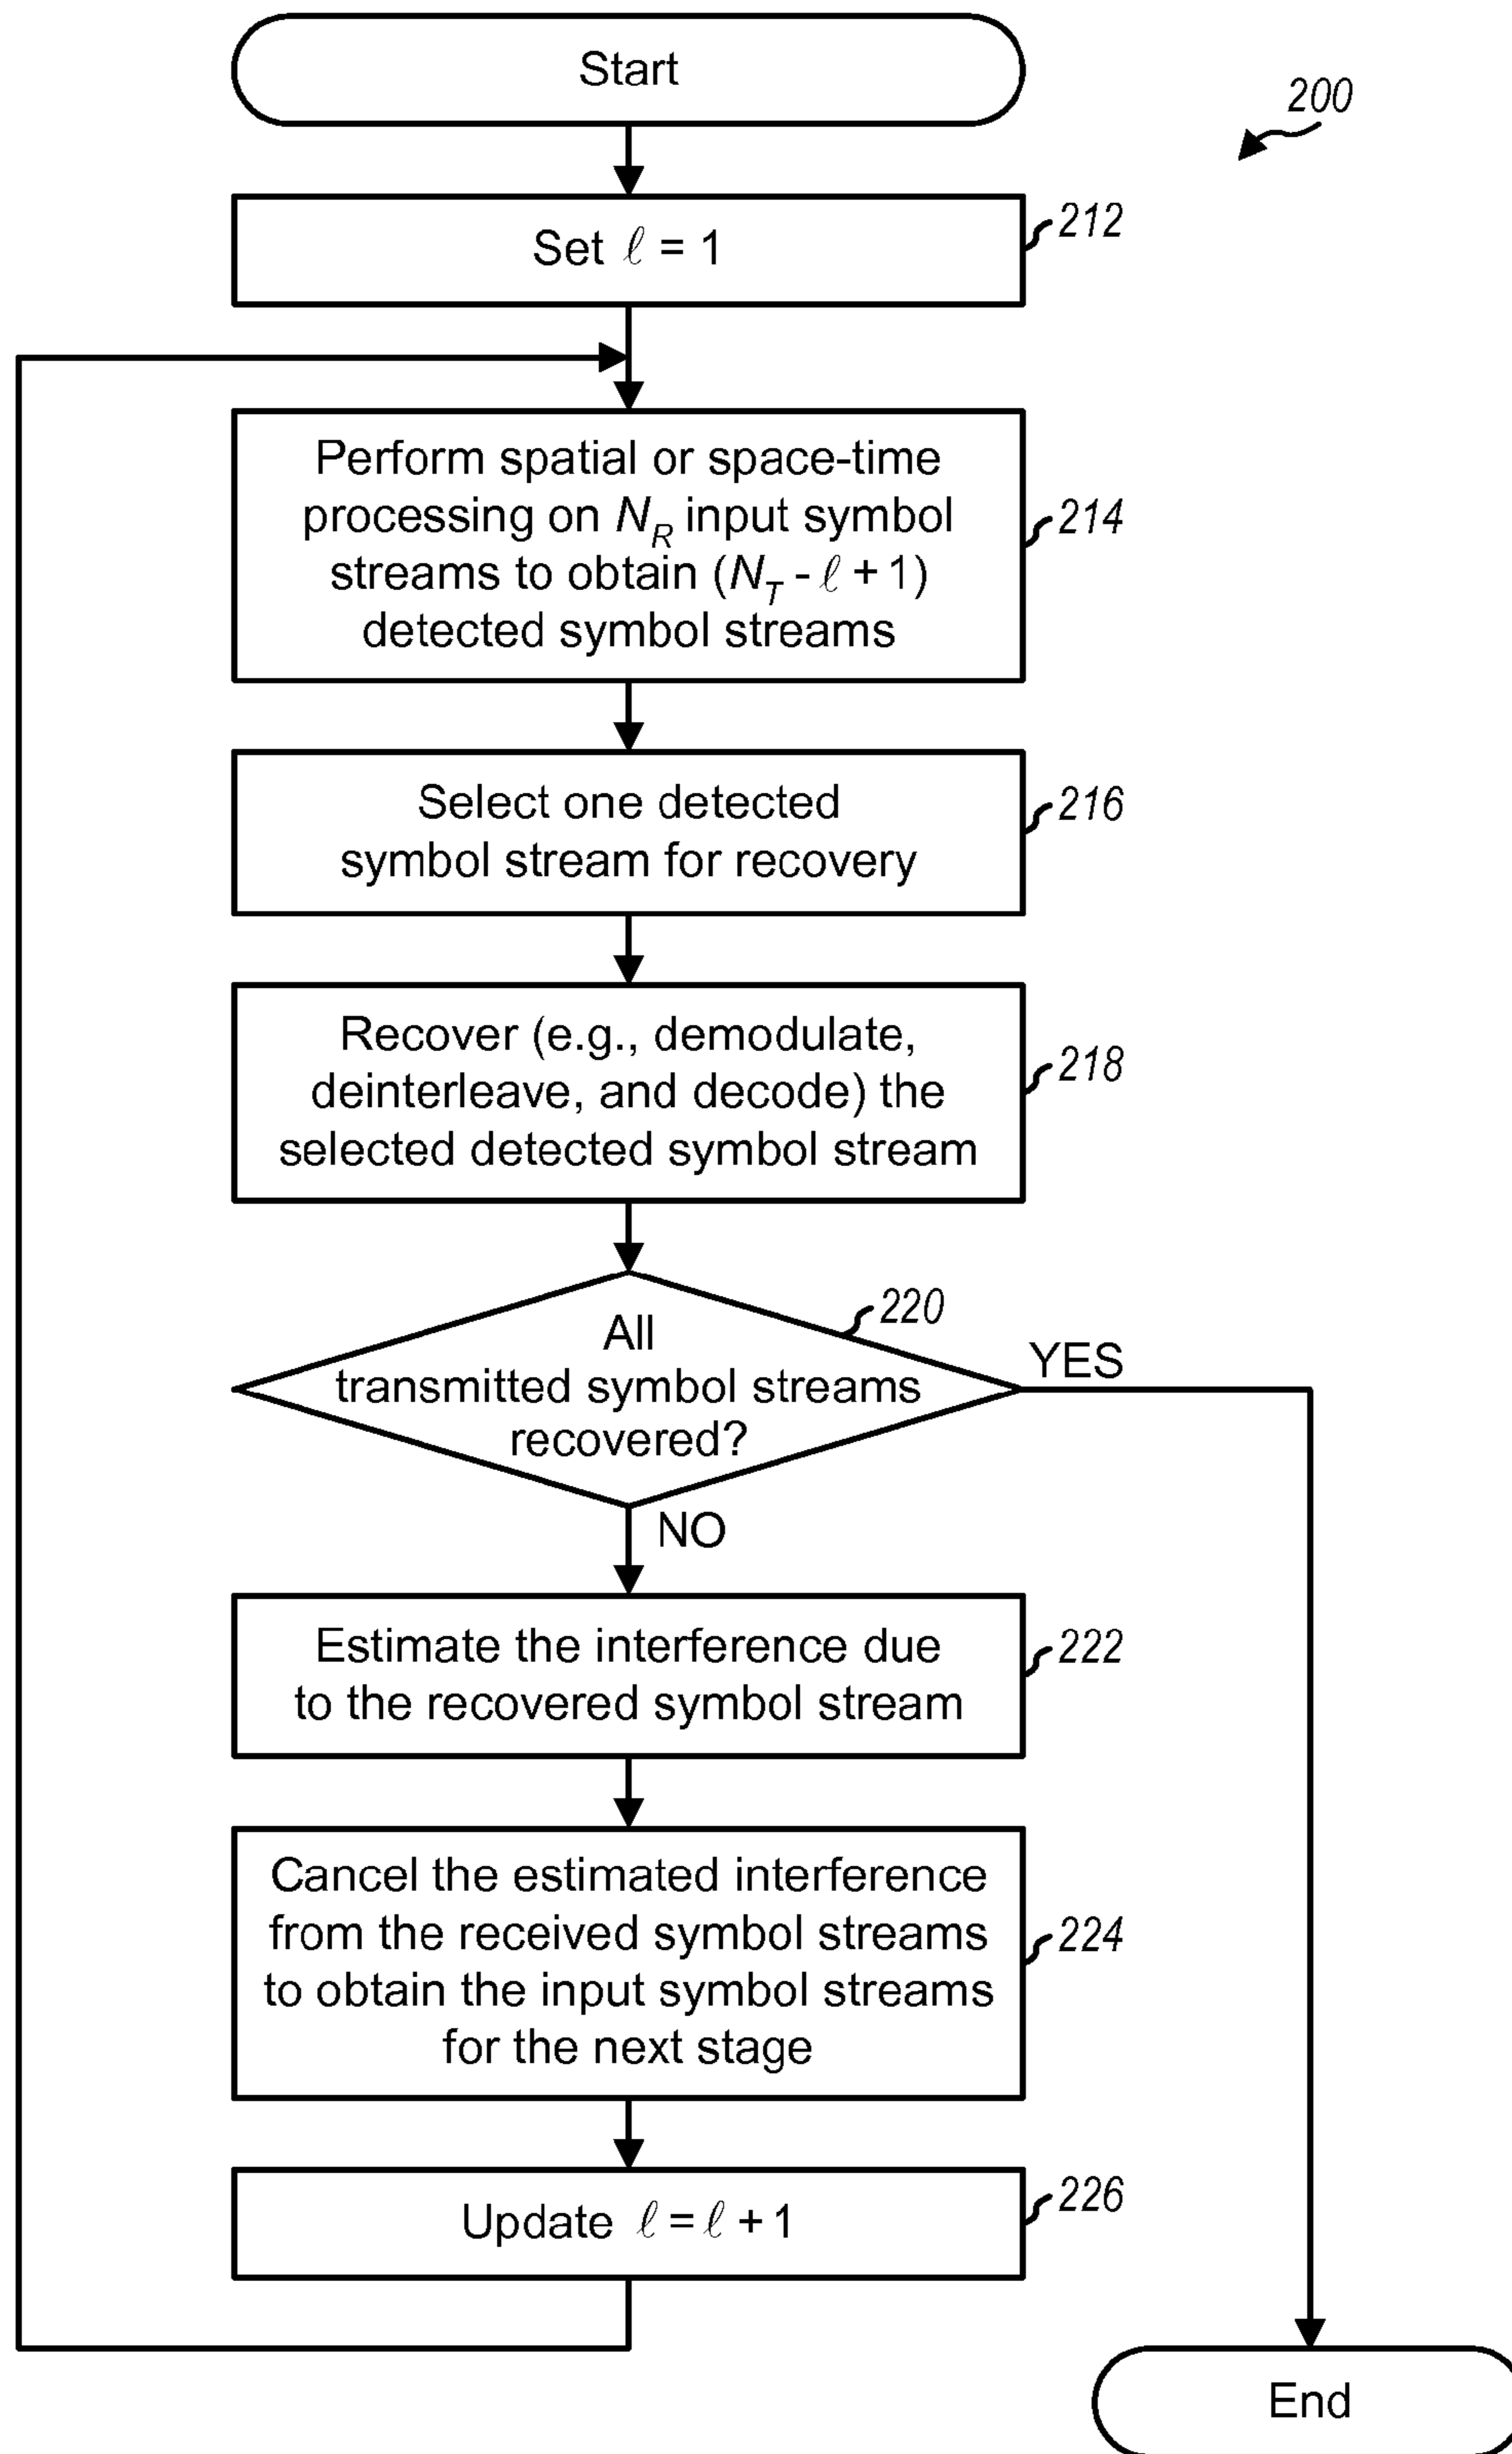 Start
200
Set ℓ = 1
212
Perform spatial or space-time
processing on N_R input symbol
streams to obtain (N_T - ℓ + 1)
detected symbol streams
214
Select one detected
symbol stream for recovery
216
Recover (e.g., demodulate,
deinterleave, and decode) the
selected detected symbol stream
218
All
transmitted symbol streams
recovered?
220
YES
NO
Estimate the interference due
to the recovered symbol stream
222
Cancel the estimated interference
from the received symbol streams
to obtain the input symbol streams
for the next stage
224
Update ℓ = ℓ + 1
226
End